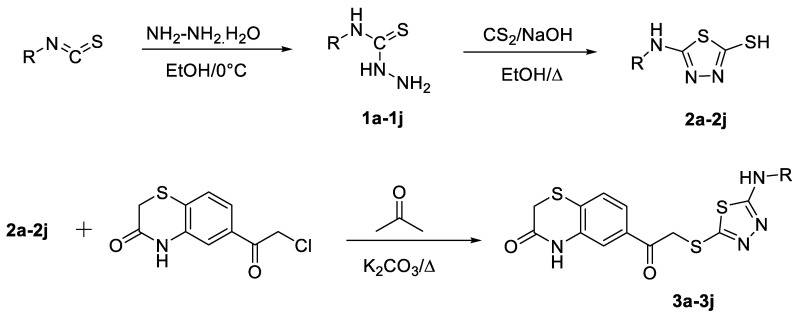 R N C S
NH₂-NH₂.H₂O
EtOH/0°C
R H N C S HN NH₂
1a-1j
CS₂/NaOH
EtOH/Δ
R H N S SH N N
2a-2j
2a-2j +
S O N H O Cl
O
K₂CO₃/Δ
S O N H O S S N N HN R
3a-3j